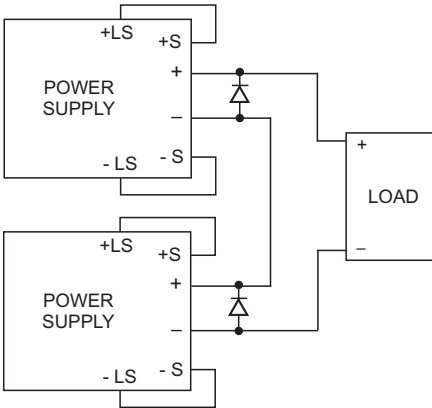 +LS
+S
+
POWER
SUPPLY
–
- S
- LS
+
LOAD
–
+LS
+S
+
POWER
SUPPLY
–
- S
- LS